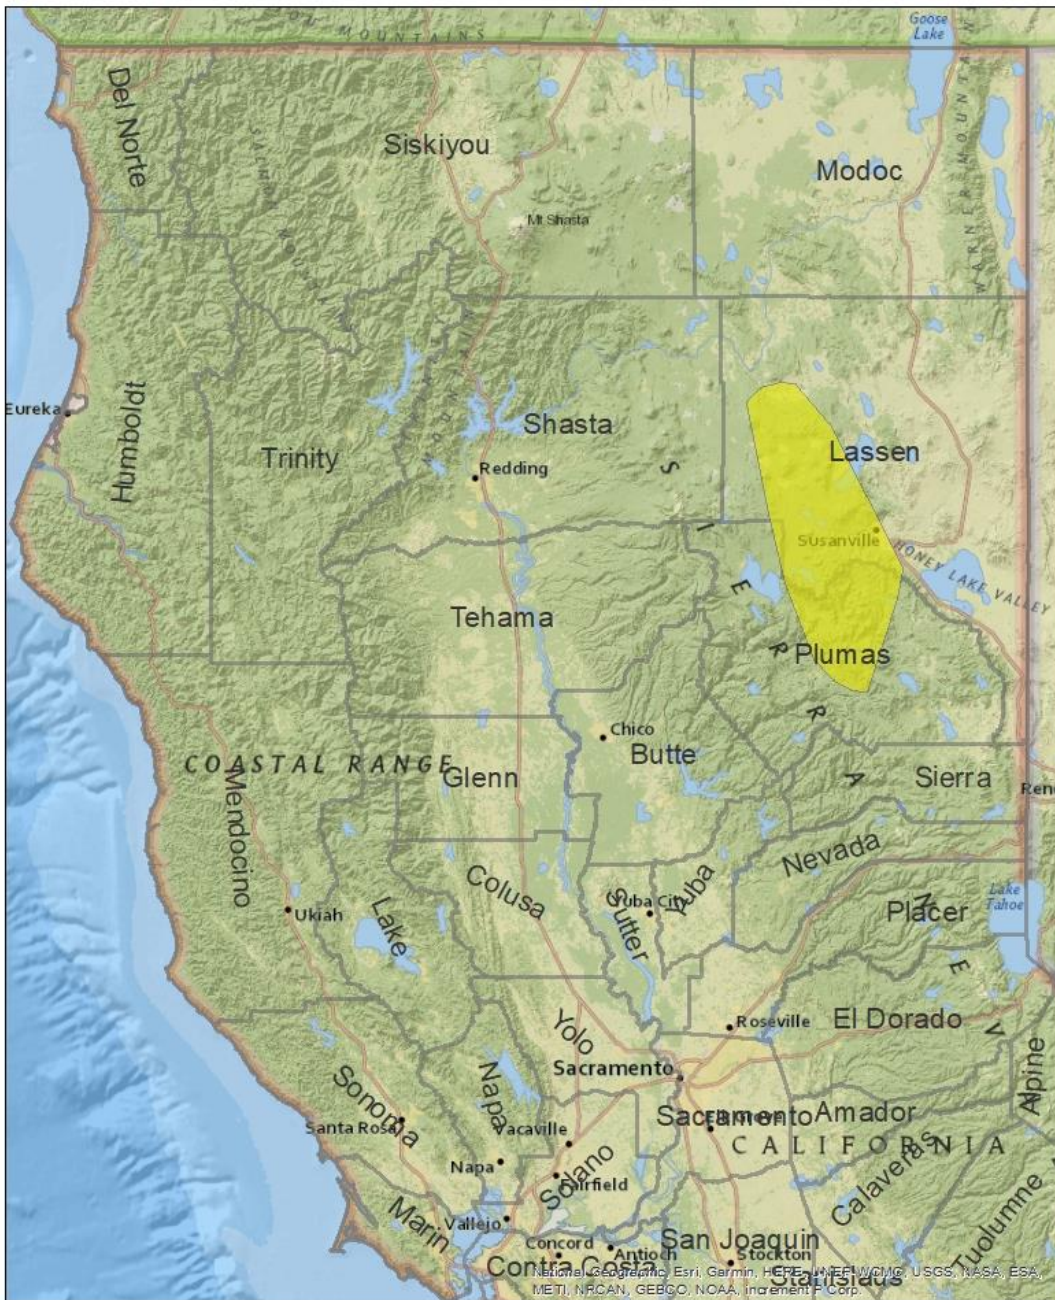 Goose
Lake
MOUNTAINS
Del Norte
Siskiyou
Modoc
WARNER MOUNTAINS
Mt Shasta
Eureka
Humboldt
Trinity
Shasta
Redding
Lassen
Susanville
HONEY LAKE VALLEY
SIERRA NEV
Tehama
Plumas
Chico
Butte
COASTAL RANGE
Glenn
Sierra
Mendocino
Nevada
Colusa
Yuba
Sutter
Yuba City
Lake
Tahoe
Placer
Ukiah
Lake
Roseville
El Dorado
Yolo
Sacramento
Alpine
Sonoma
Napa
Sacramento
Elk Grove
Amador
Santa Rosa
Vacaville
CALIFORNIA
Napa
Solano
Fairfield
Calaveras
Tuolumne
Marin
Vallejo
Concord
Antioch
San Joaquin
Stockton
Contra Costa
Stanislaus
National Geographic, Esri, Garmin, HERE, UNEP-WCMC, USGS, NASA, ESA,
METI, NRCAN, GEBCO, NOAA, increment P Corp.